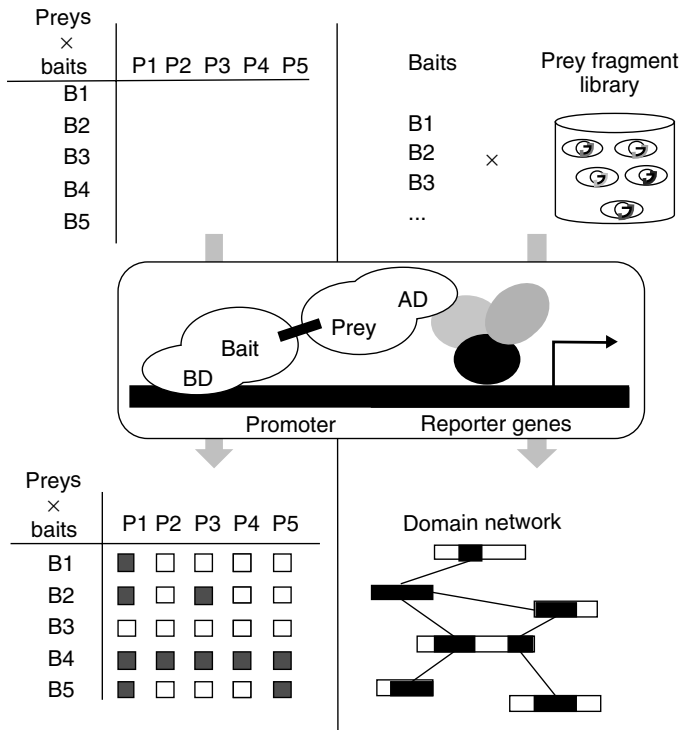 Preys
×
baits P1 P2 P3 P4 P5
B1
B2
B3
B4
B5
Baits
B1
B2
B3
...
×
Prey fragment
library
BD
Bait
Prey
AD
Promoter
Reporter genes
Preys
×
baits P1 P2 P3 P4 P5
B1
B2
B3
B4
B5
Domain network